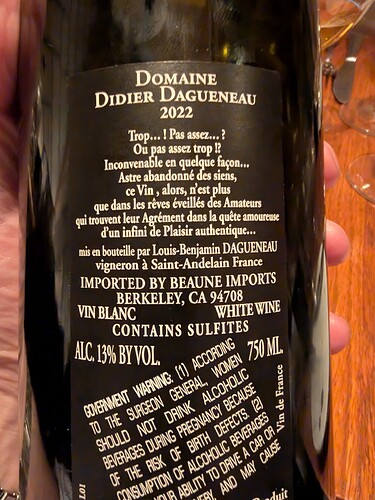 DOMAINE
DIDIER DAGUENEAU
2022
Trop... ! Pas assez... ?
Ou pas assez trop !?
Inconvenable en quelque façon...
Astre abandonné des siens,
ce Vin , alors, n'est plus
que dans les rêves éveillés des Amateurs
qui trouvent leur Agrément dans la quête amoureuse
d'un infini de Plaisir authentique...
mis en bouteille par Louis-Benjamin DAGUENEAU
vigneron à Saint-Andelain France
IMPORTED BY BEAUNE IMPORTS
BERKELEY, CA 94708
VIN BLANC WHITE WINE
CONTAINS SULFITES
ALC. 13% BY VOL. 750 ML
GOVERNMENT WARNING: (1) ACCORDING
TO THE SURGEON GENERAL, WOMEN
SHOULD NOT DRINK ALCOHOLIC
BEVERAGES DURING PREGNANCY BECAUSE
OF THE RISK OF BIRTH DEFECTS. (2)
CONSUMPTION OF ALCOHOLIC BEVERAGES
YOUR ABILITY TO DRIVE A CAR OR
AND MAY CAUSE
Vin de France
Produit
L01